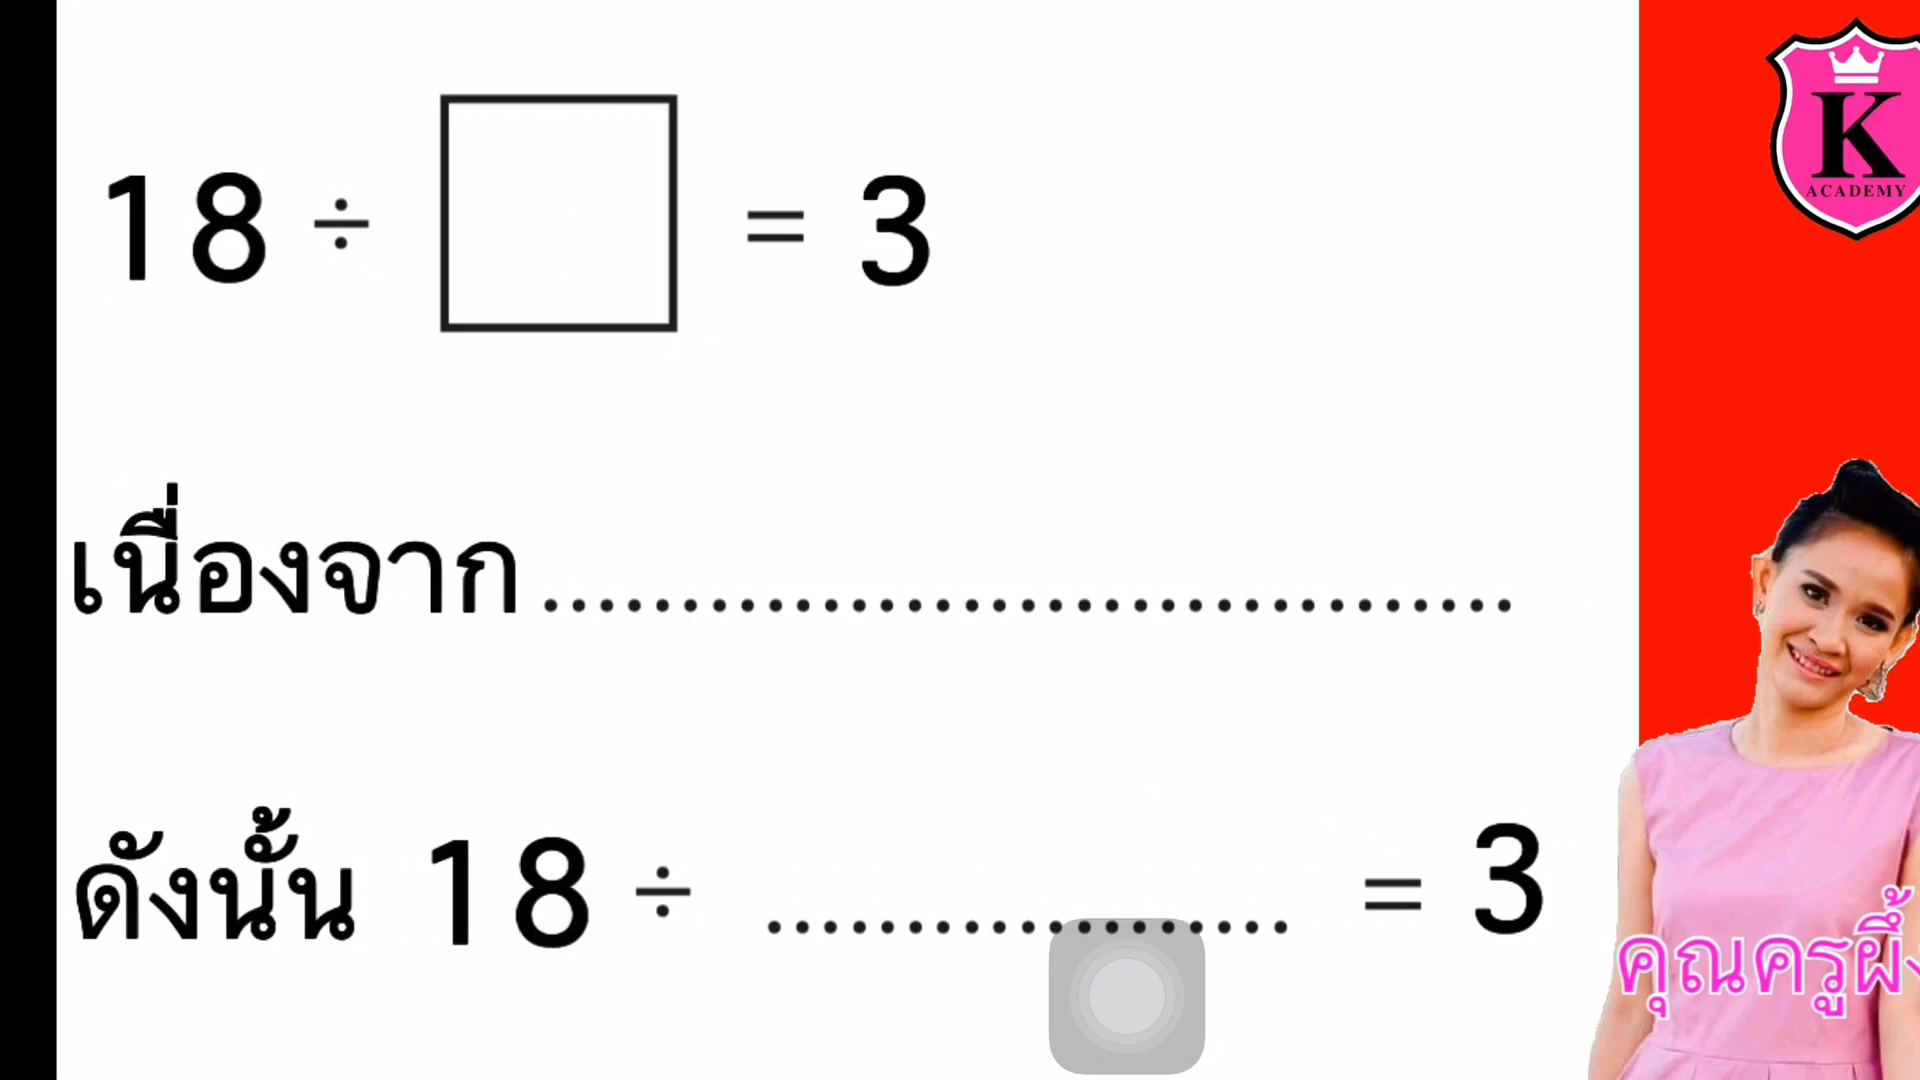 18 ÷ □ = 3
K
ACADEMY
เนื่องจาก...................................
ดังนั้น 18 ÷ ................... = 3
คุณครูผึ้ง